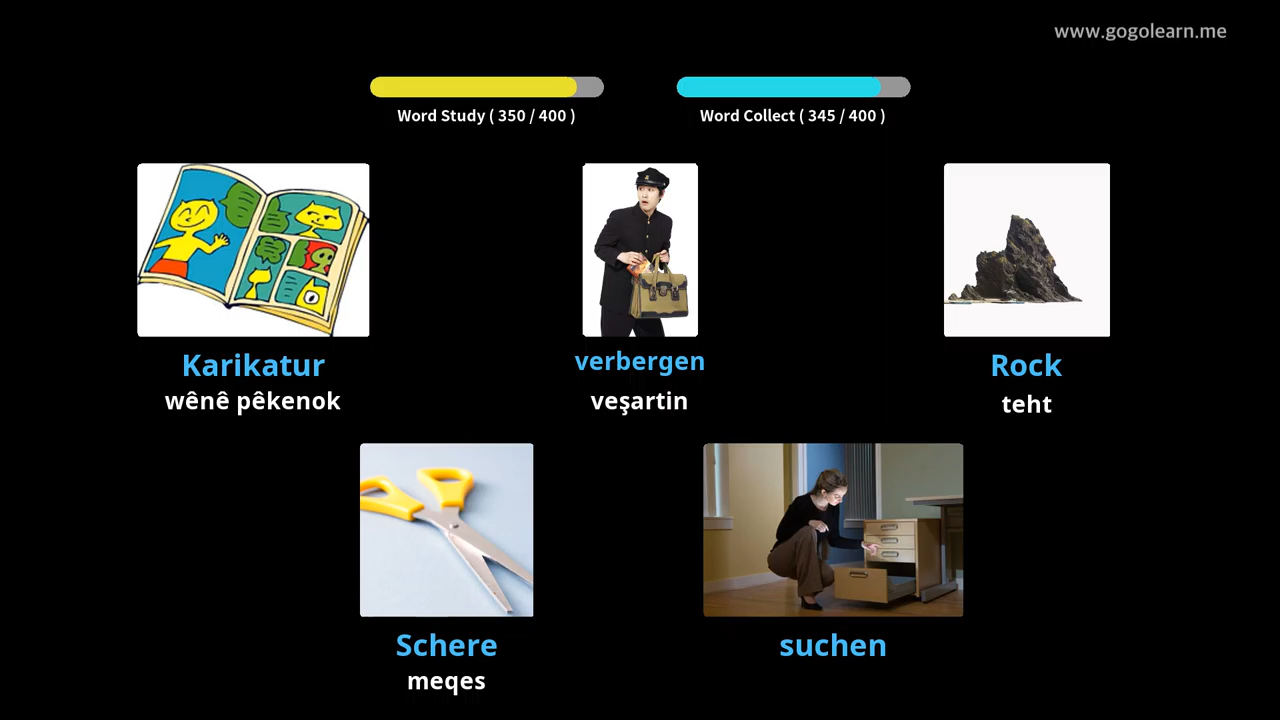 www.gogolearn.me
Word Study ( 350 / 400 )
Word Collect ( 345 / 400 )
Karikatur
wênê pêkenok
verbergen
veşartin
Rock
teht
Schere
meqes
suchen